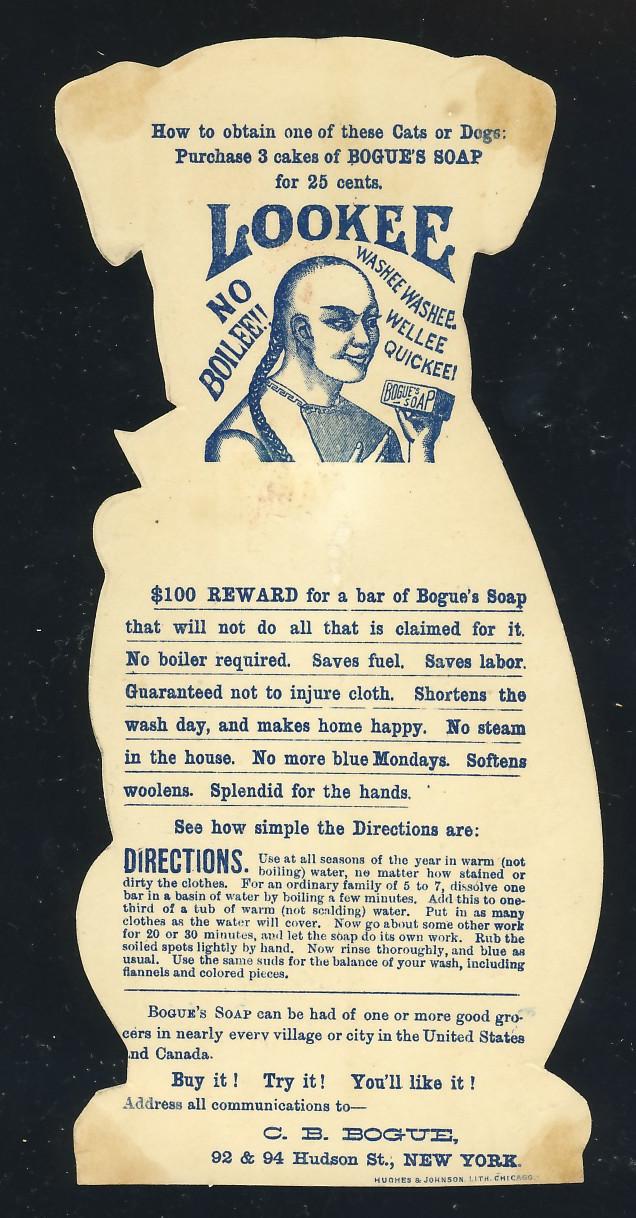 How to obtain one of these Cats or Dogs:
Purchase 3 cakes of BOGUE'S SOAP
for 25 cents.
LOOKEE
NO
BOILEE!!
WASHEE WASHEE.
WELLEE
QUICKEE!
BOGUE'S
SOAP
$100 REWARD for a bar of Bogue's Soap
that will not do all that is claimed for it.
No boiler required. Saves fuel. Saves labor.
Guaranteed not to injure cloth. Shortens the
wash day, and makes home happy. No steam
in the house. No more blue Mondays. Softens
woolens. Splendid for the hands.
See how simple the Directions are:
DIRECTIONS. Use at all seasons of the year in warm (not
boiling) water, no matter how stained or
dirty the clothes. For an ordinary family of 5 to 7, dissolve one
bar in a basin of water by boiling a few minutes. Add this to one-
third of a tub of warm (not scalding) water. Put in as many
clothes as the water will cover. Now go about some other work
for 20 or 30 minutes, and let the soap do its own work. Rub the
soiled spots lightly by hand. Now rinse thoroughly, and blue as
usual. Use the same suds for the balance of your wash, including
flannels and colored pieces.
BOGUE'S SOAP can be had of one or more good gro-
cers in nearly every village or city in the United States
nd Canada.
Buy it! Try it! You'll like it!
Address all communications to—
C. B. BOGUE,
92 & 94 Hudson St., NEW YORK.
HUGHES & JOHNSON, LITH. CHICAGO.